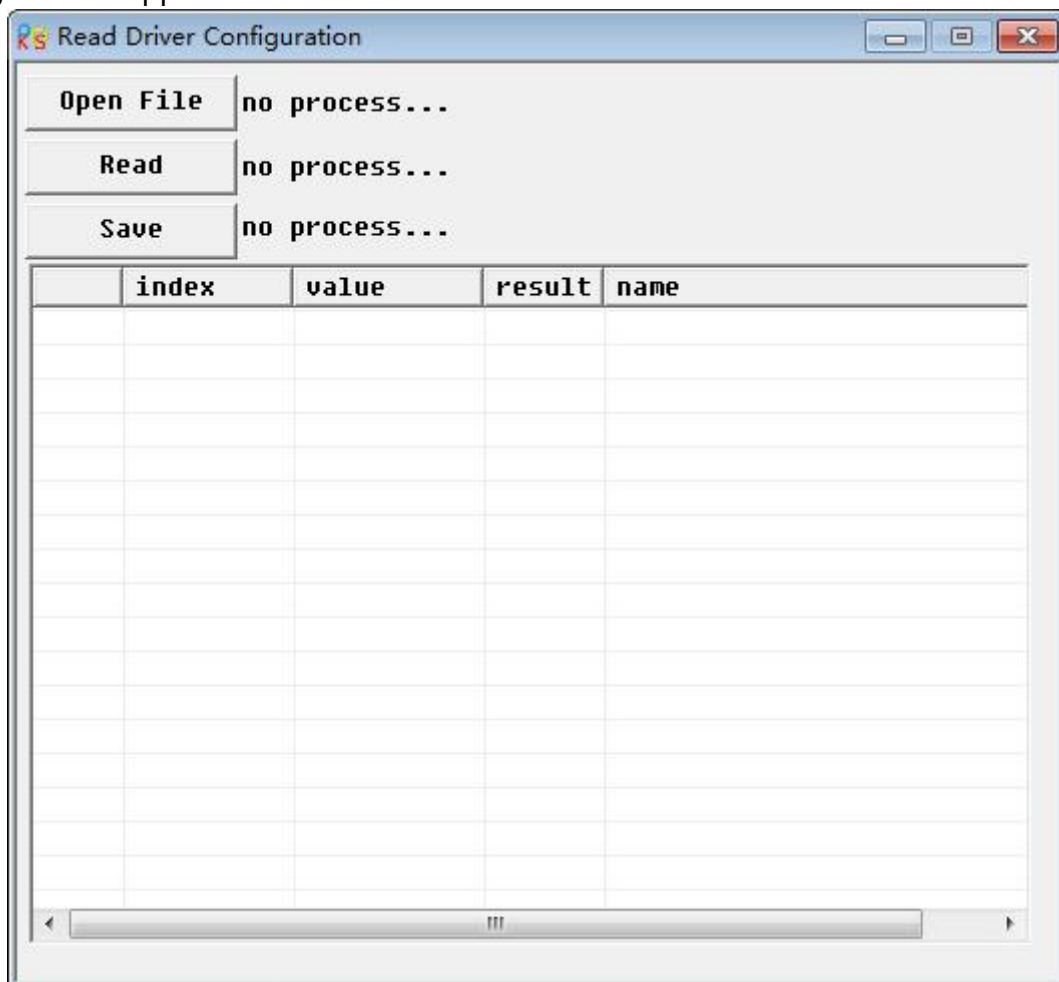 Read Driver Configuration
Open File no process...
Read no process...
Save no process...
index value result name